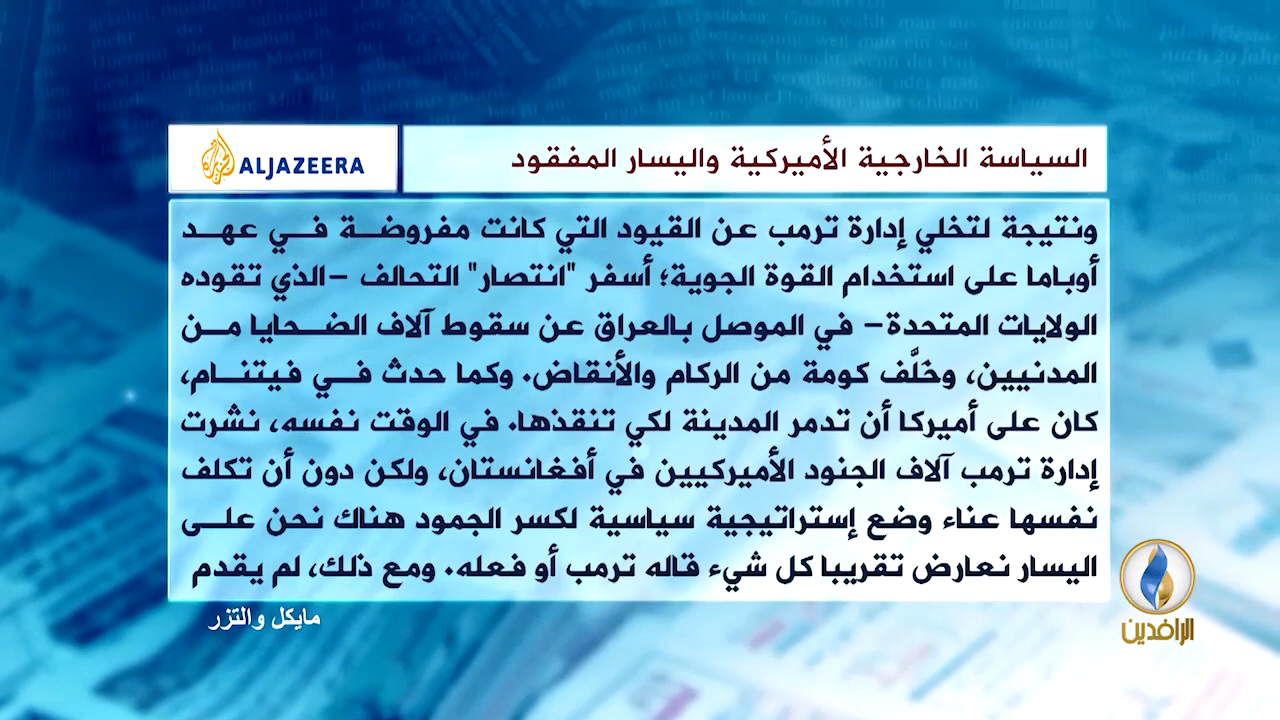 السياسة الخارجية الأميركية واليسار المفقود
ALJAZEERA
ونتيجة لتخلي إدارة ترمب عن القيود التي كانت مفروضة في عهد
أوباما على استخدام القوة الجوية؛ أسفر "انتصار" التحالف -الذي تقوده
الولايات المتحدة- في الموصل بالعراق عن سقوط آلاف الضحايا من
المدنيين، وخَلَّف كومة من الركام والأنقاض. وكما حدث في فيتنام،
كان على أميركا أن تدمر المدينة لكي تنقذها. في الوقت نفسه، نشرت
إدارة ترمب آلاف الجنود الأميركيين في أفغانستان، ولكن دون أن تكلف
نفسها عناء وضع إستراتيجية سياسية لكسر الجمود هناك نحن على
اليسار نعارض تقريبا كل شيء قاله ترمب أو فعله. ومع ذلك، لم يقدم
مايكل والتزر
الرافدين